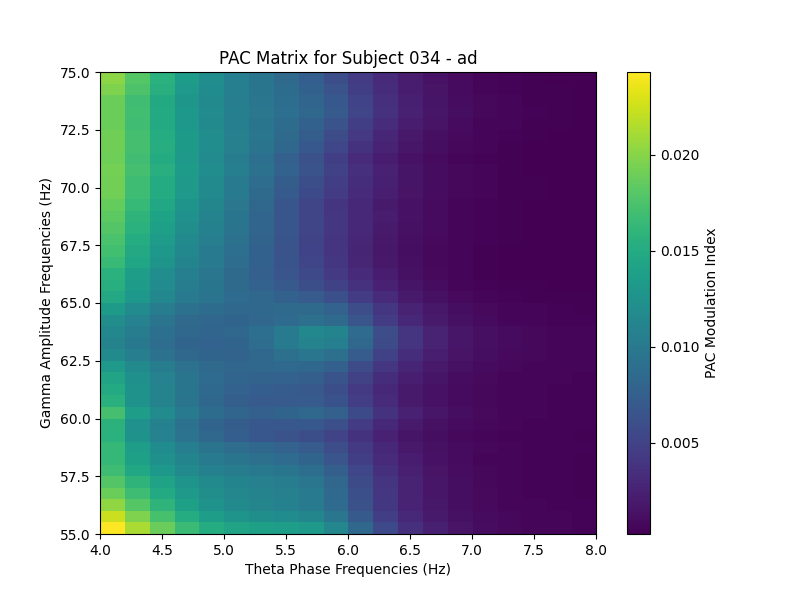 PAC Matrix for Subject 034 - ad
75.0
72.5
70.0
67.5
65.0
62.5
60.0
57.5
55.0
Gamma Amplitude Frequencies (Hz)
4.0 4.5 5.0 5.5 6.0 6.5 7.0 7.5 8.0
Theta Phase Frequencies (Hz)
0.020
0.015
0.010
0.005
PAC Modulation Index